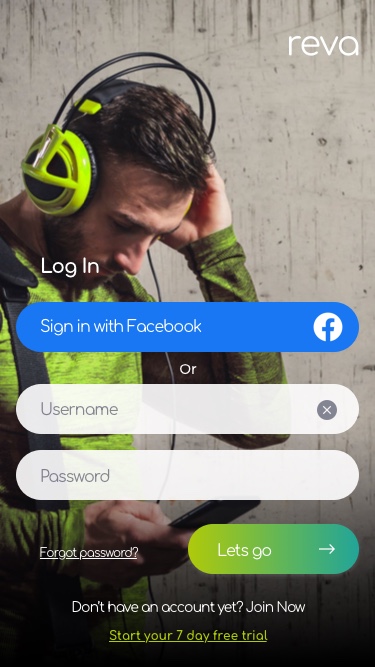 reva
Log In
Sign in with Facebook
Or
Username
Password
Forgot password?
Lets go
Don't have an account yet? Join Now
Start your 7 day free trial